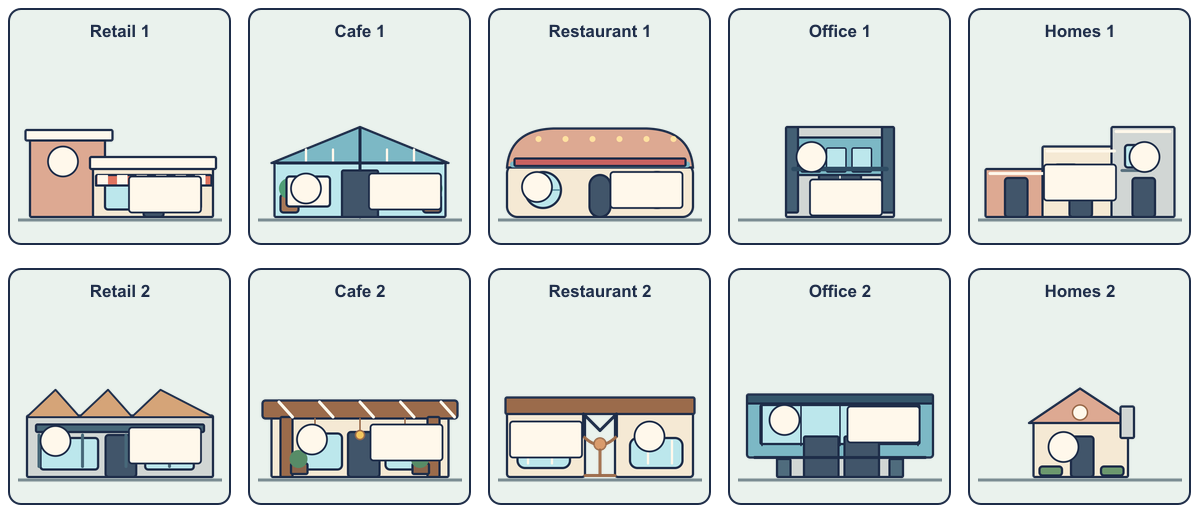 Retail 1
Cafe 1
Restaurant 1
Office 1
Homes 1
Retail 2
Cafe 2
Restaurant 2
Office 2
Homes 2